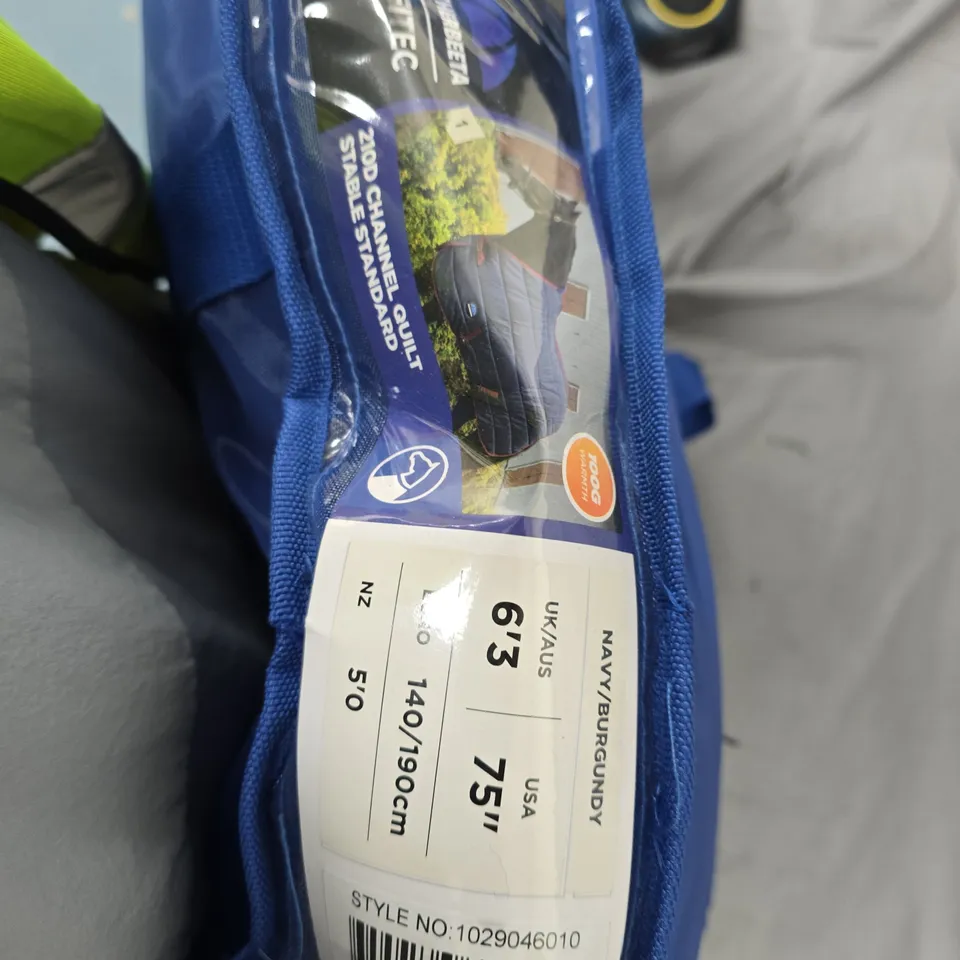 210D CHANNEL QUILT
STABLE STANDARD
100G
WARMTH
NAVY/BURGUNDY
UK/AUS
6'3
USA
75"
140/190cm
NZ
5'0
STYLE NO:1029046010